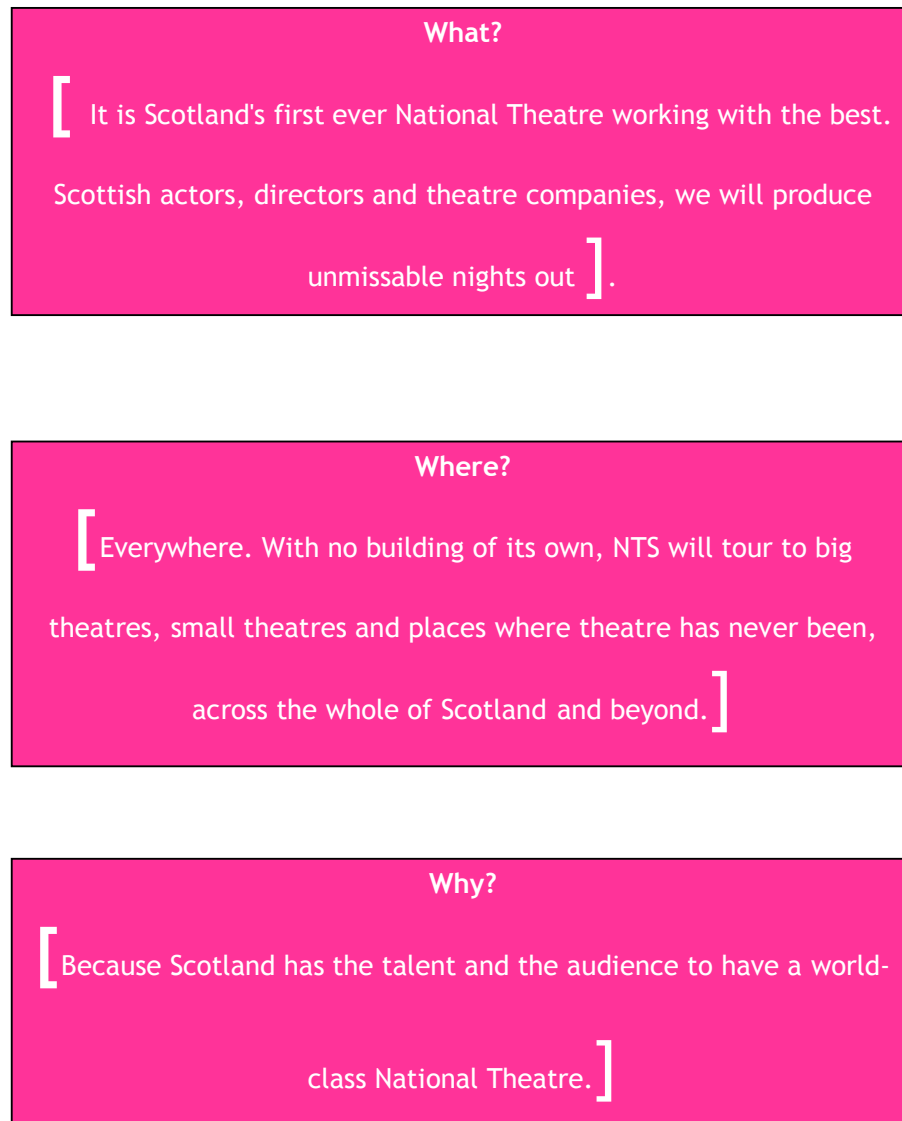 What?
[ It is Scotland's first ever National Theatre working with the best.
Scottish actors, directors and theatre companies, we will produce
unmissable nights out ].
Where?
[Everywhere. With no building of its own, NTS will tour to big
theatres, small theatres and places where theatre has never been,
across the whole of Scotland and beyond.]
Why?
[Because Scotland has the talent and the audience to have a world-
class National Theatre.]